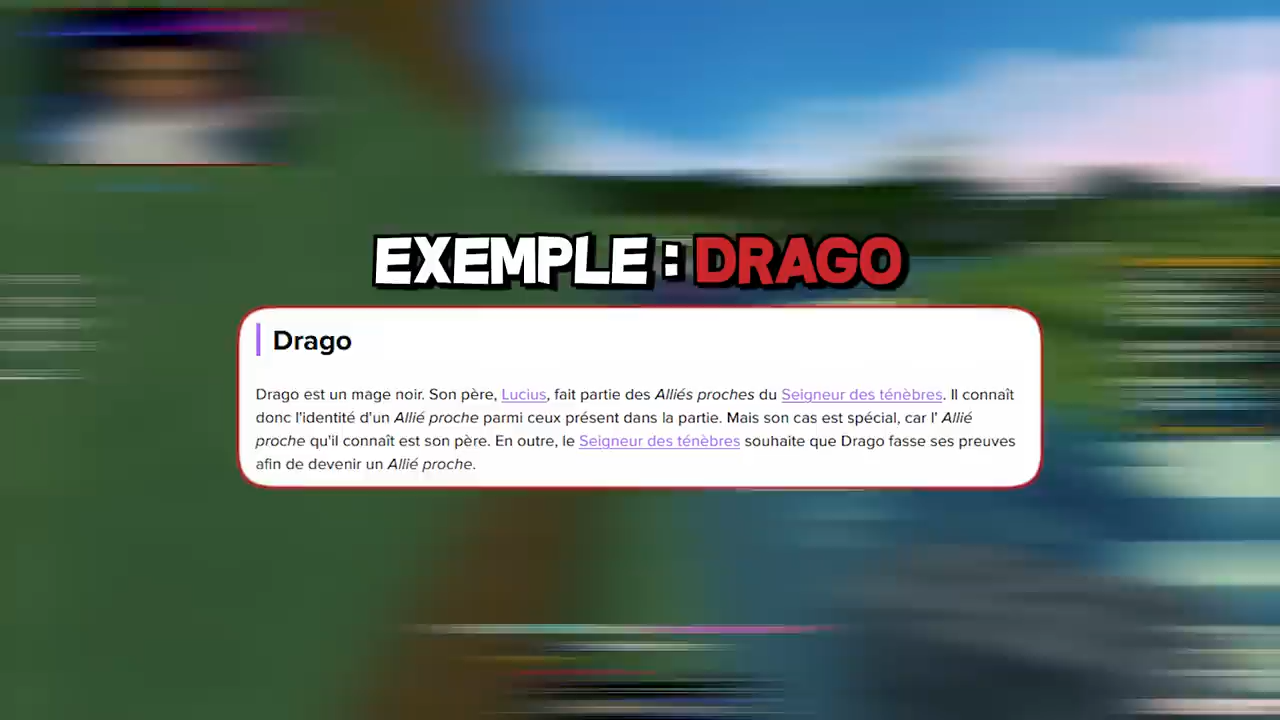 EXEMPLE : DRAGO
Drago
Drago est un mage noir. Son père, Lucius, fait partie des Alliés proches du Seigneur des ténèbres. Il connaît
donc l'identité d'un Allié proche parmi ceux présent dans la partie. Mais son cas est spécial, car l' Allié
proche qu'il connaît est son père. En outre, le Seigneur des ténèbres souhaite que Drago fasse ses preuves
afin de devenir un Allié proche.